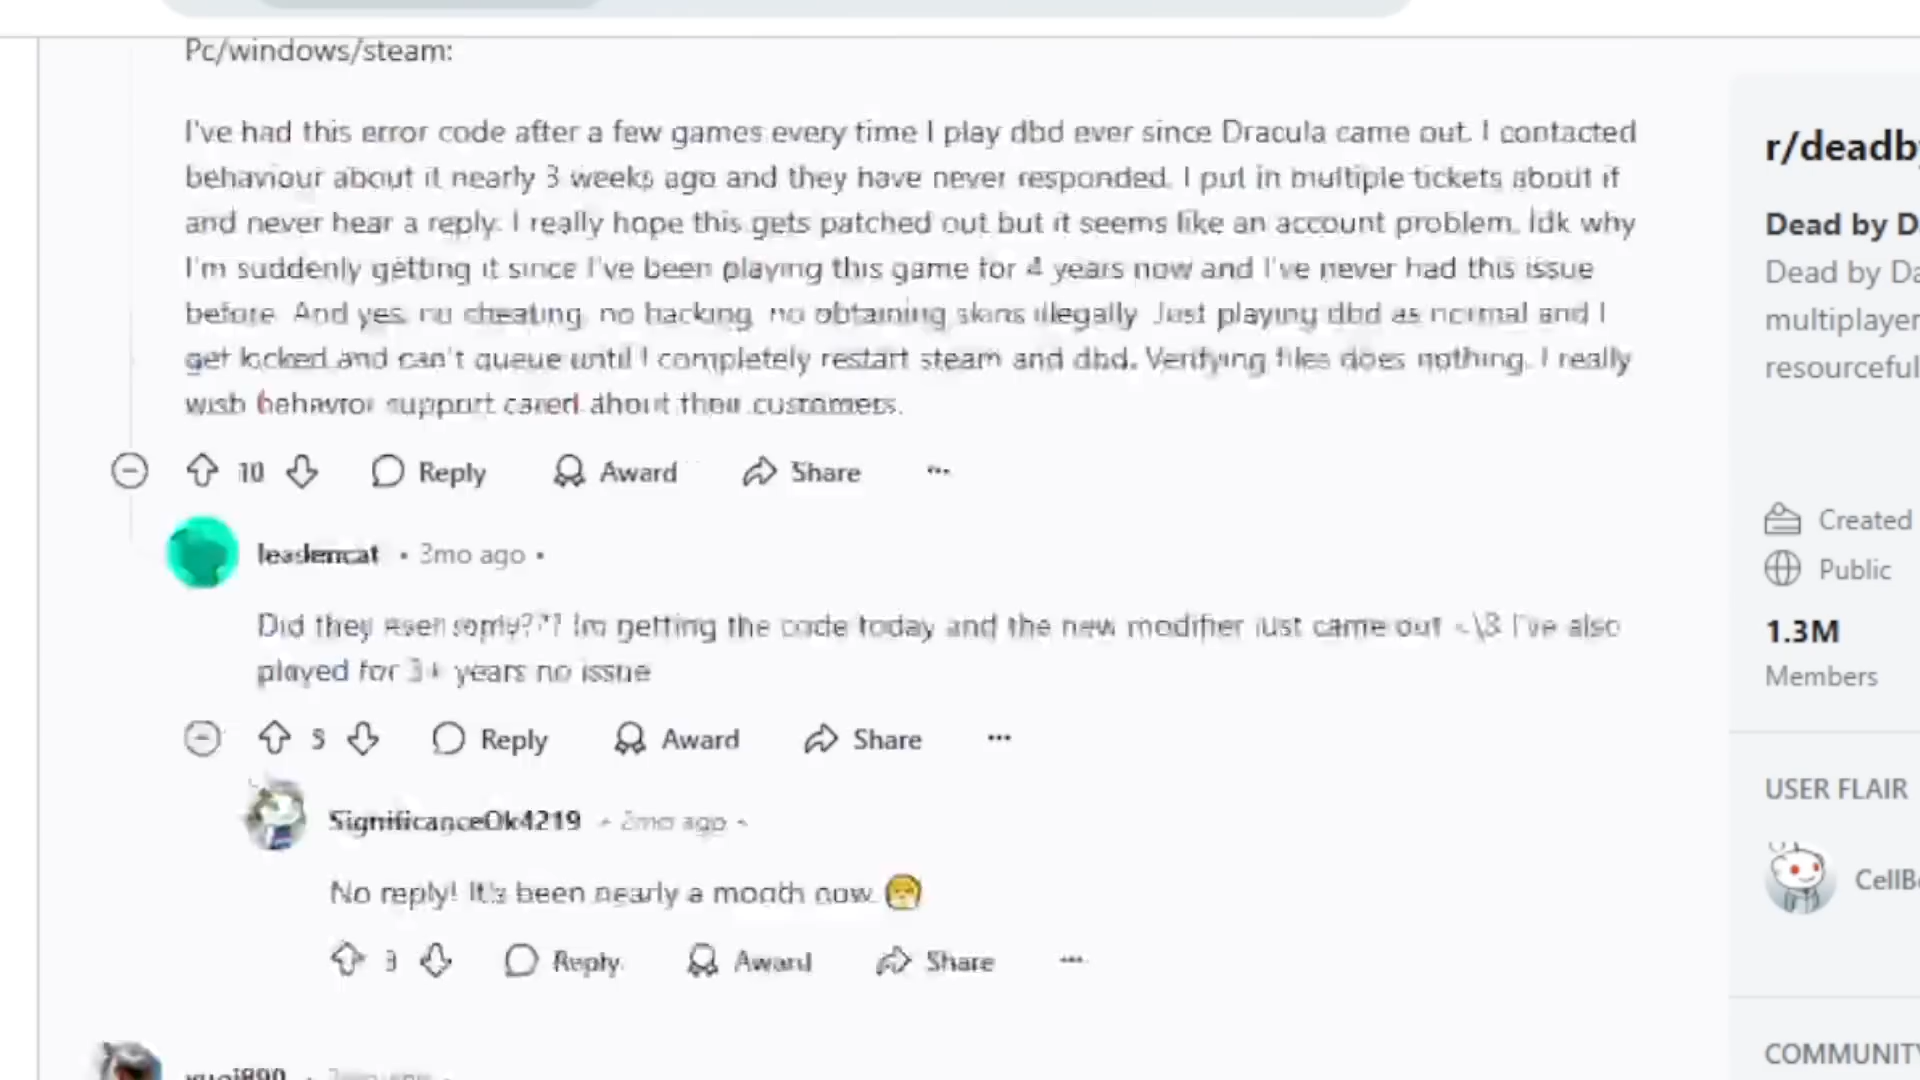 Pc/windows/steam:
I've had this error code after a few games every time I play dbd ever since Dracula came out. I contacted
behaviour about it nearly 3 weeks ago and they have never responded. I put in multiple tickets about it
and never hear a reply. I really hope this gets patched out but it seems like an account problem. Idk why
I'm suddenly getting it since I've been playing this game for 4 years now and I've never had this issue
before. And yes, no cheating, no hacking, no obtaining skins illegally. Just playing dbd as normal and I
get locked and can't queue until I completely restart steam and dbd. Verifying files does nothing. I really
wish behavior support cared about their customers.
10 Reply Award Share ...
leadencat • 3mo ago •
Did they ever reply??? Im getting the code today and the new modifier just came out <\3 I've also
played for 3+ years no issue
5 Reply Award Share ...
SignificanceOk4219 • 2mo ago •
No reply! It's been nearly a month now
3 Reply Award Share ...
r/deadby
Dead by D
Dead by Da
multiplayer
resourceful
Created
Public
1.3M
Members
USER FLAIR
CellB
COMMUNITY